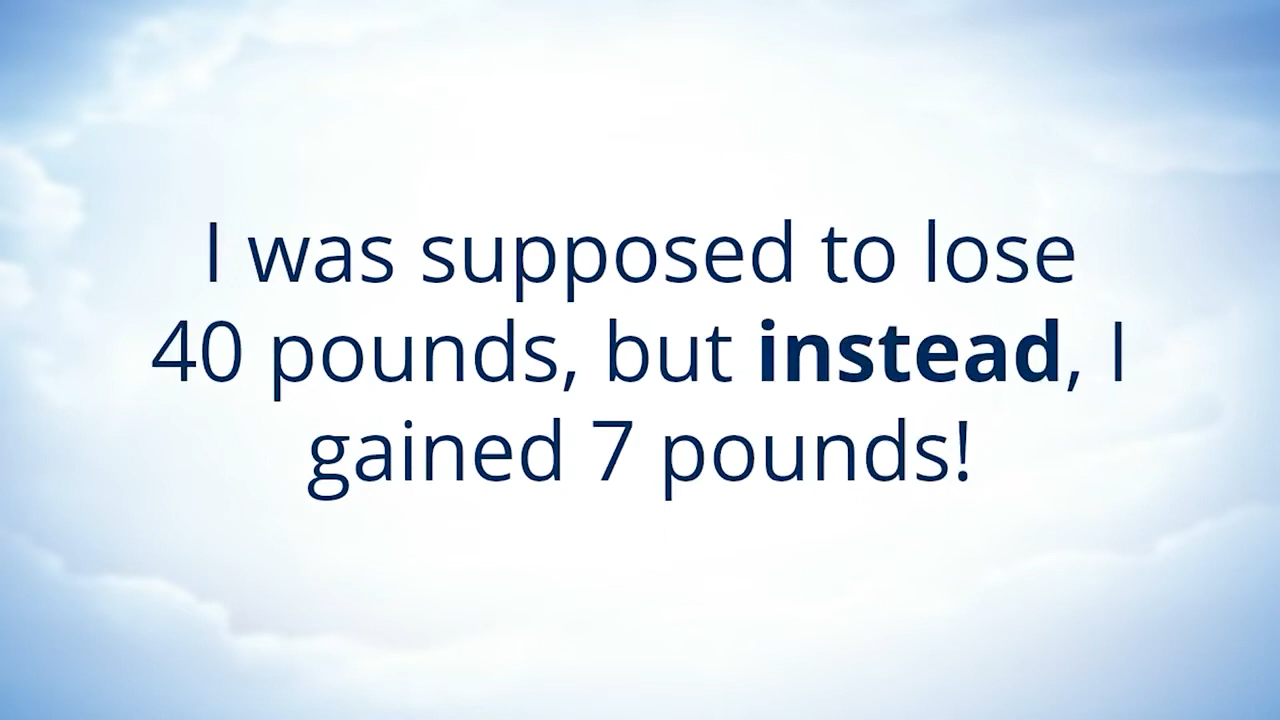 I was supposed to lose
40 pounds, but instead, I
gained 7 pounds!